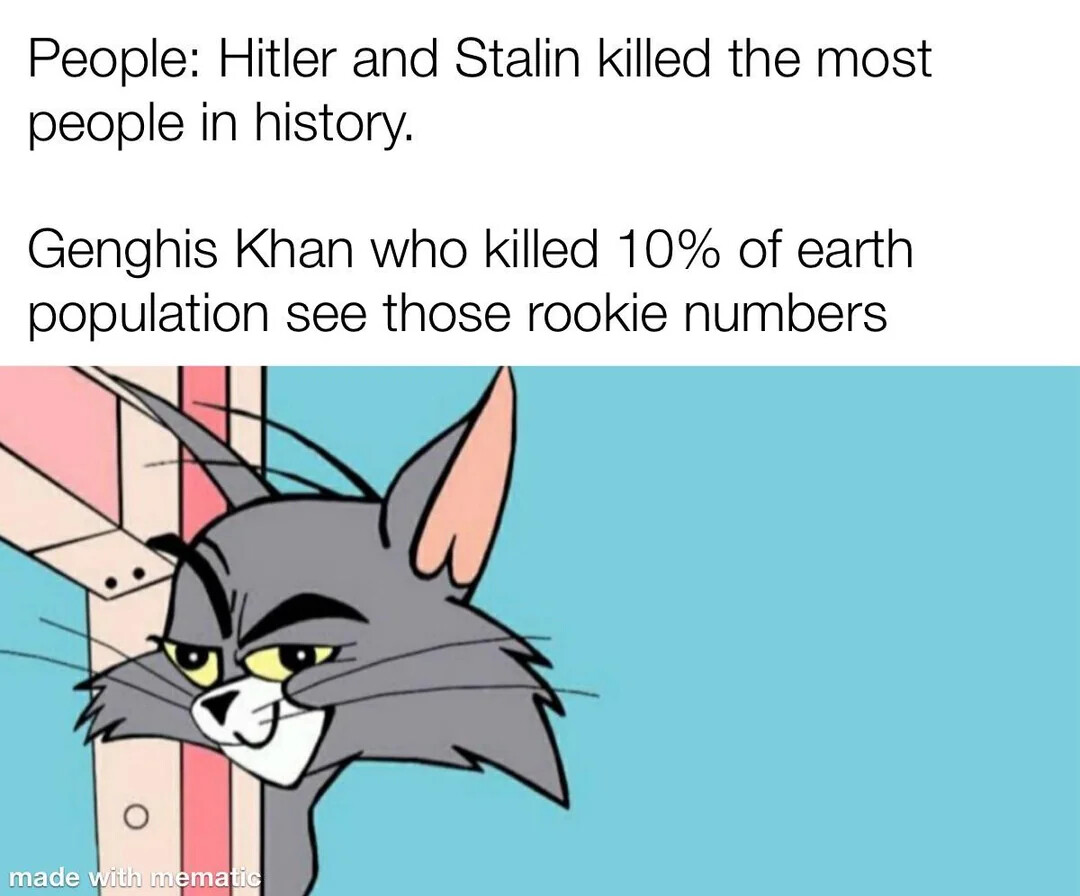 People: Hitler and Stalin killed the most
people in history.
Genghis Khan who killed 10% of earth
population see those rookie numbers
made with mematic